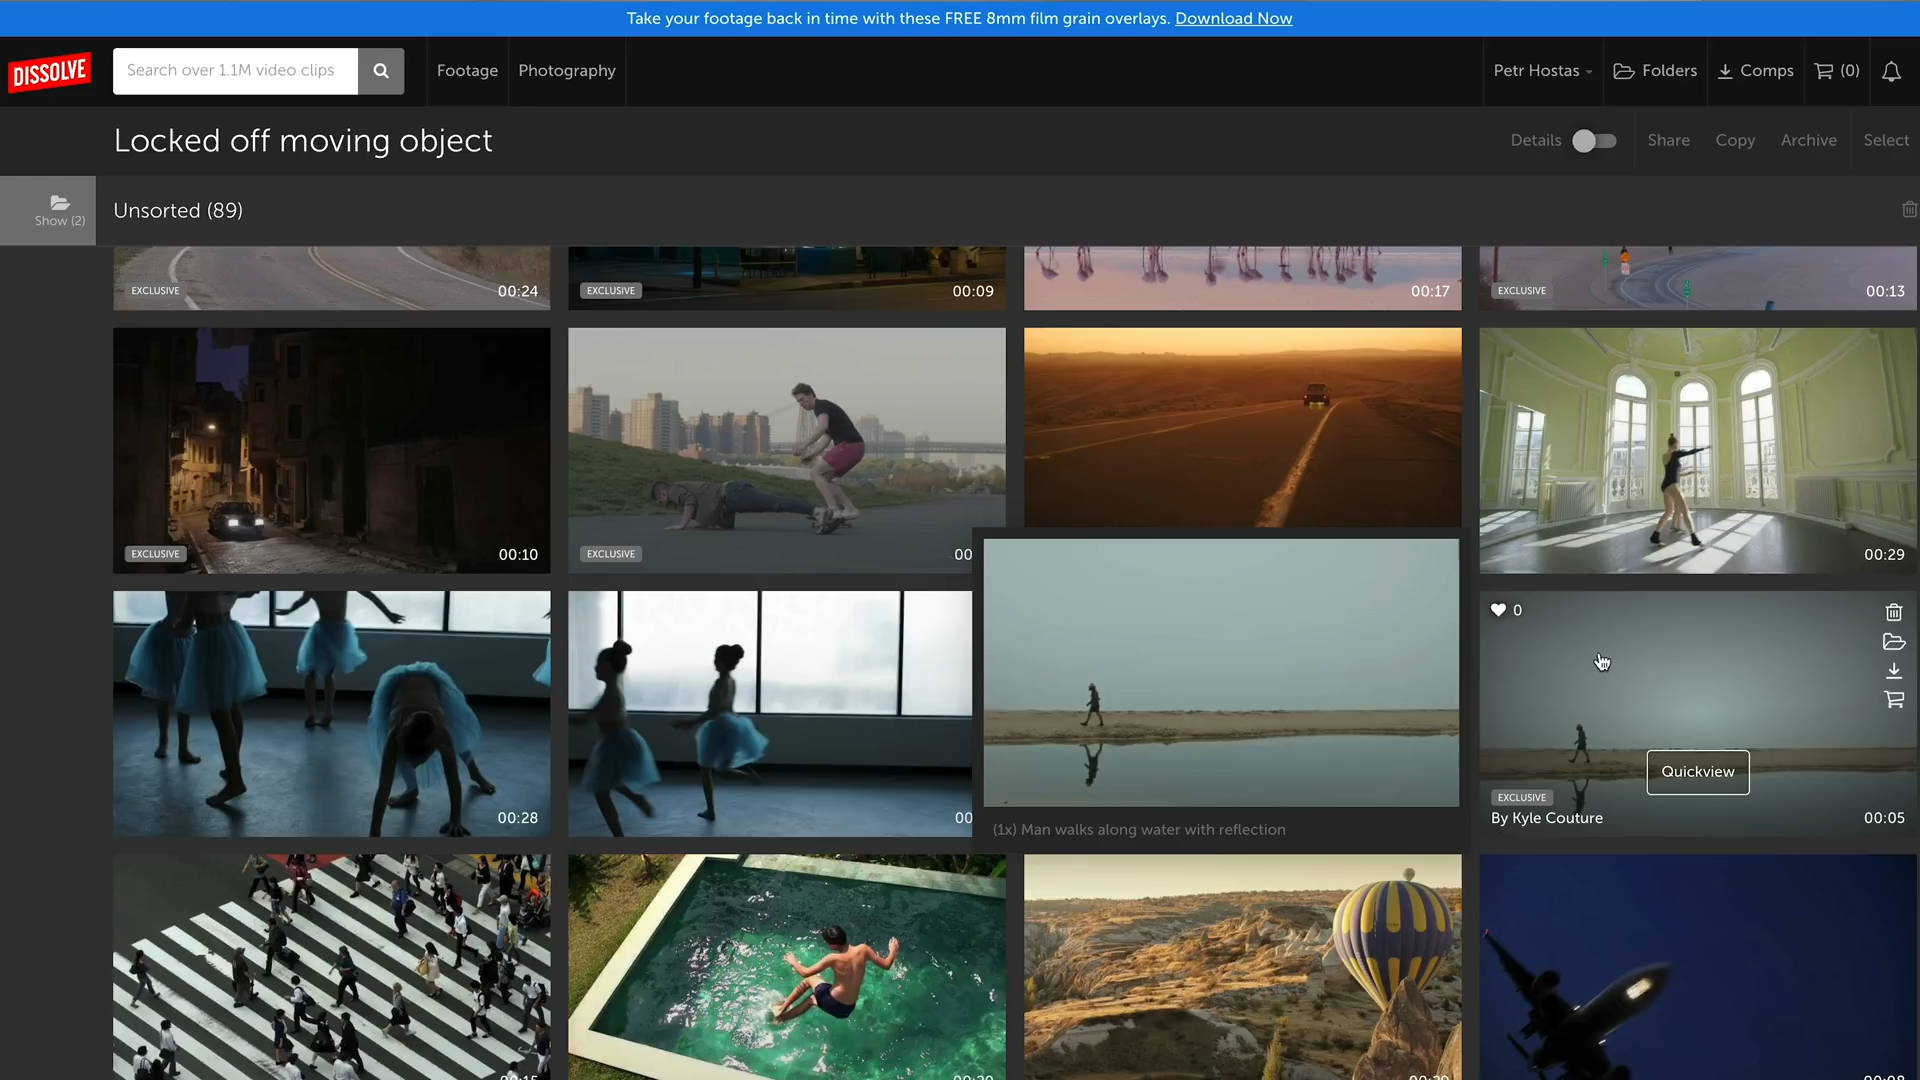 Take your footage back in time with these FREE 8mm film grain overlays. Download Now
DISSOLVE
Search over 1.1M video clips
Footage
Photography
Petr Hostas
Folders
Comps
(0)
Locked off moving object
Details
Share
Copy
Archive
Select
Show (2)
Unsorted (89)
EXCLUSIVE
00:24
EXCLUSIVE
00:09
00:17
EXCLUSIVE
00:13
EXCLUSIVE
00:10
EXCLUSIVE
00
00:29
00:28
00
(1x) Man walks along water with reflection
0
Quickview
EXCLUSIVE
By Kyle Couture
00:05